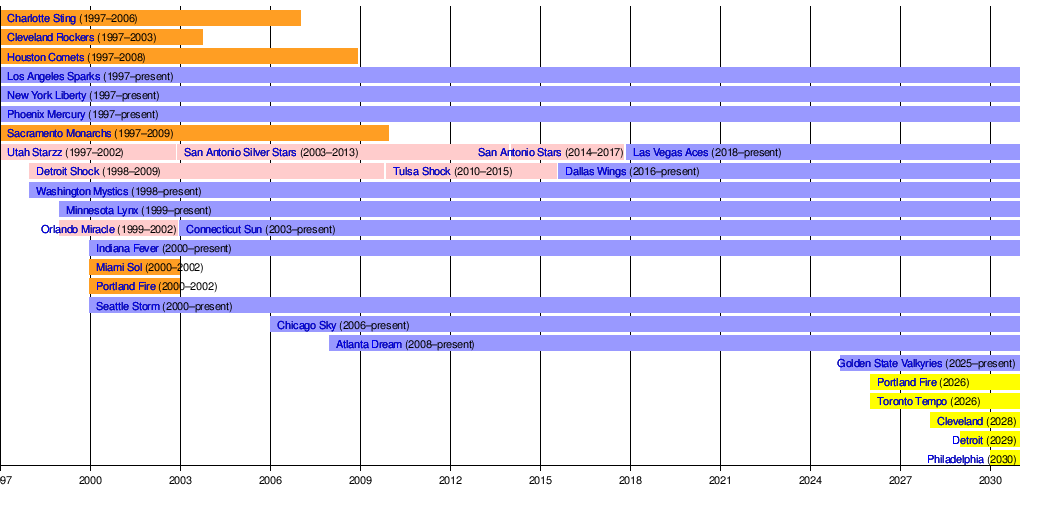 Charlotte Sting (1997–2006)
Cleveland Rockers (1997–2003)
Houston Comets (1997–2008)
Los Angeles Sparks (1997–present)
New York Liberty (1997–present)
Phoenix Mercury (1997–present)
Sacramento Monarchs (1997–2009)
Utah Starzz (1997–2002) San Antonio Silver Stars (2003–2013) San Antonio Stars (2014–2017) Las Vegas Aces (2018–present)
Detroit Shock (1998–2009) Tulsa Shock (2010–2015) Dallas Wings (2016–present)
Washington Mystics (1998–present)
Minnesota Lynx (1999–present)
Orlando Miracle (1999–2002) Connecticut Sun (2003–present)
Indiana Fever (2000–present)
Miami Sol (2000–2002)
Portland Fire (2000–2002)
Seattle Storm (2000–present)
Chicago Sky (2006–present)
Atlanta Dream (2008–present)
Golden State Valkyries (2025–present)
Portland Fire (2026)
Toronto Tempo (2026)
Cleveland (2028)
Detroit (2029)
Philadelphia (2030)
97 2000 2003 2006 2009 2012 2015 2018 2021 2024 2027 2030